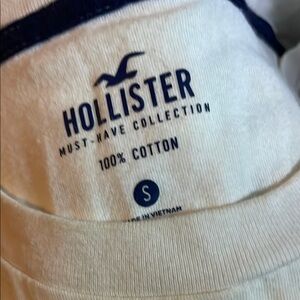 HOLLISTER
MUST-HAVE COLLECTION
100% COTTON
S
MADE IN VIETNAM